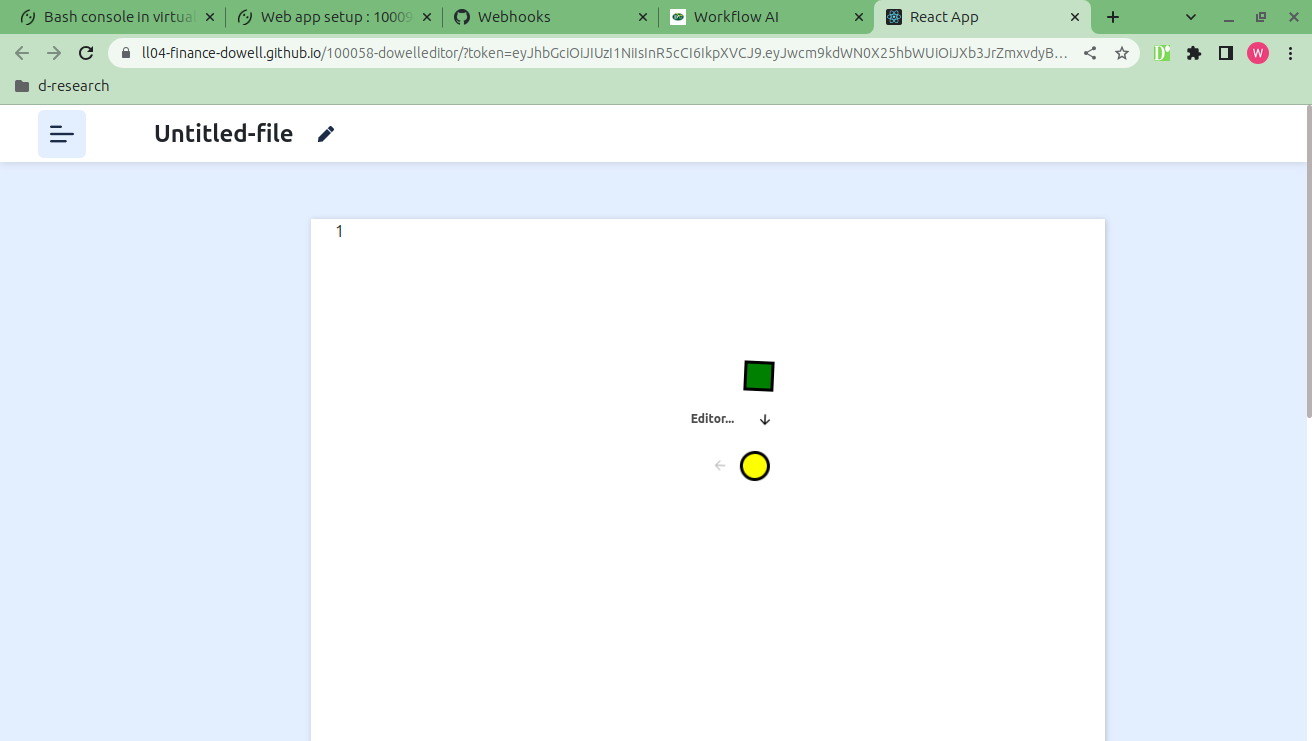 Bash console in virtua
Web app setup : 10009
Webhooks
Workflow AI
React App
ll04-finance-dowell.github.io/100058-dowelleditor/?token=eyJhbGciOiJIUzI1NiIsInR5cCI6IkpXVCJ9.eyJwcm9kdWN0X25hbWUiOiJXb3JrZmxvdyB...
D
W
d-research
Untitled-file
1
Editor...